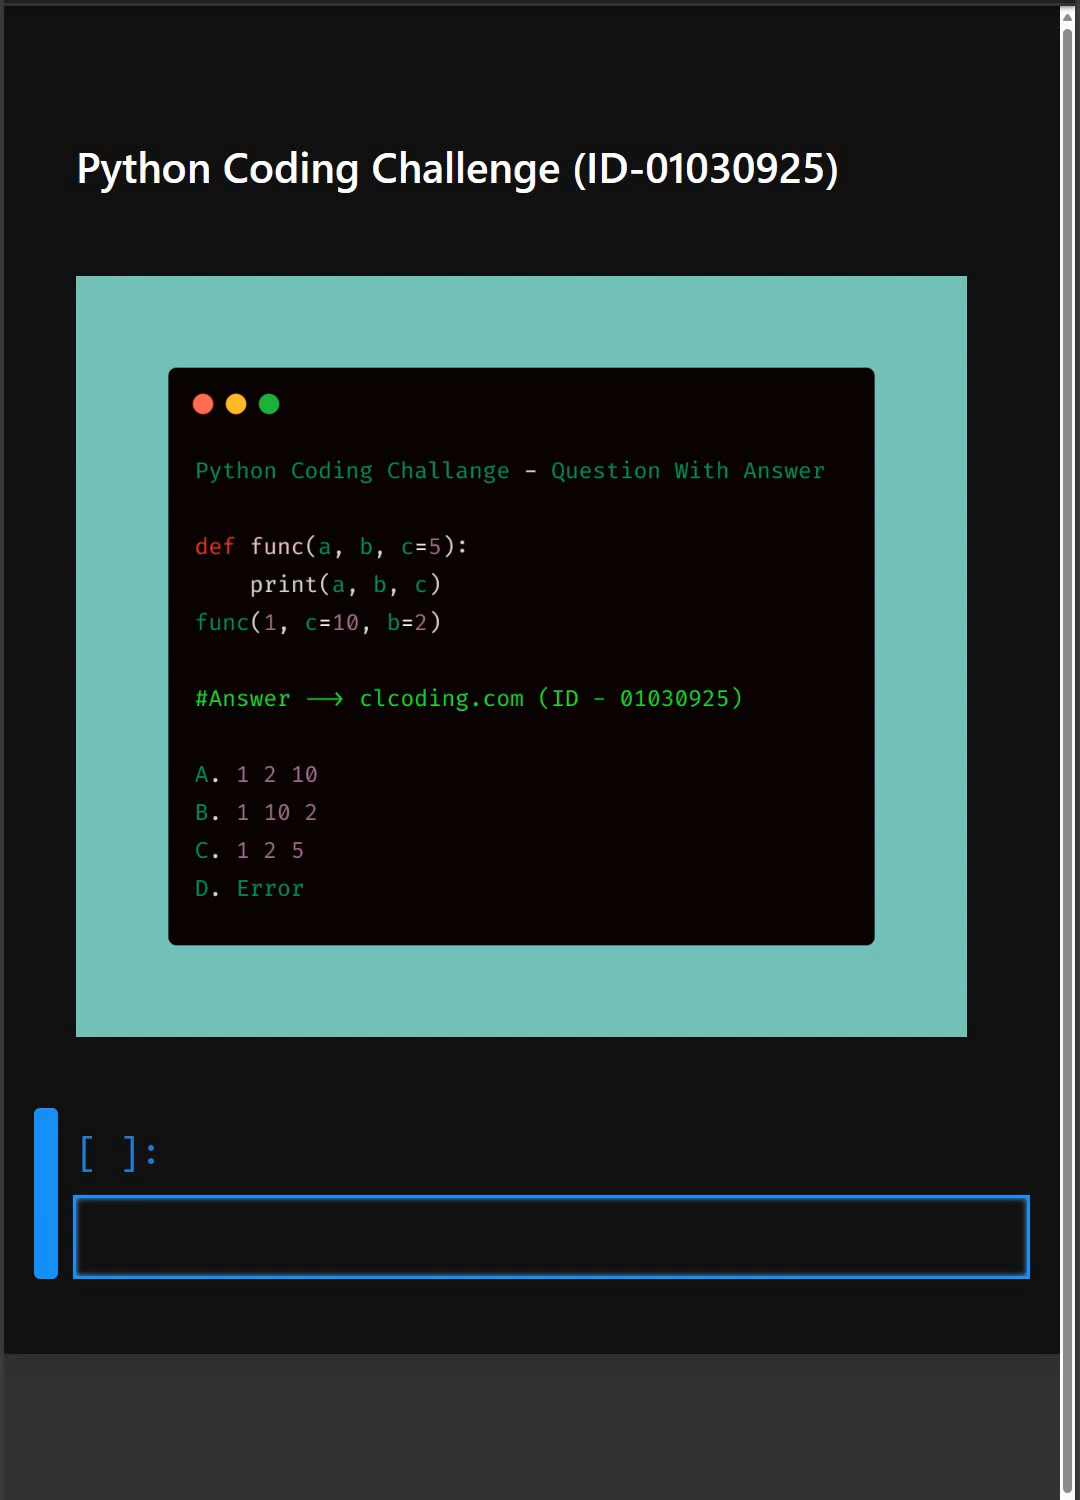 Python Coding Challenge (ID-01030925)
Python Coding Challange - Question With Answer
def func(a, b, c=5):
    print(a, b, c)
func(1, c=10, b=2)
#Answer --> clcoding.com (ID - 01030925)
A. 1 2 10
B. 1 10 2
C. 1 2 5
D. Error
[ ]: